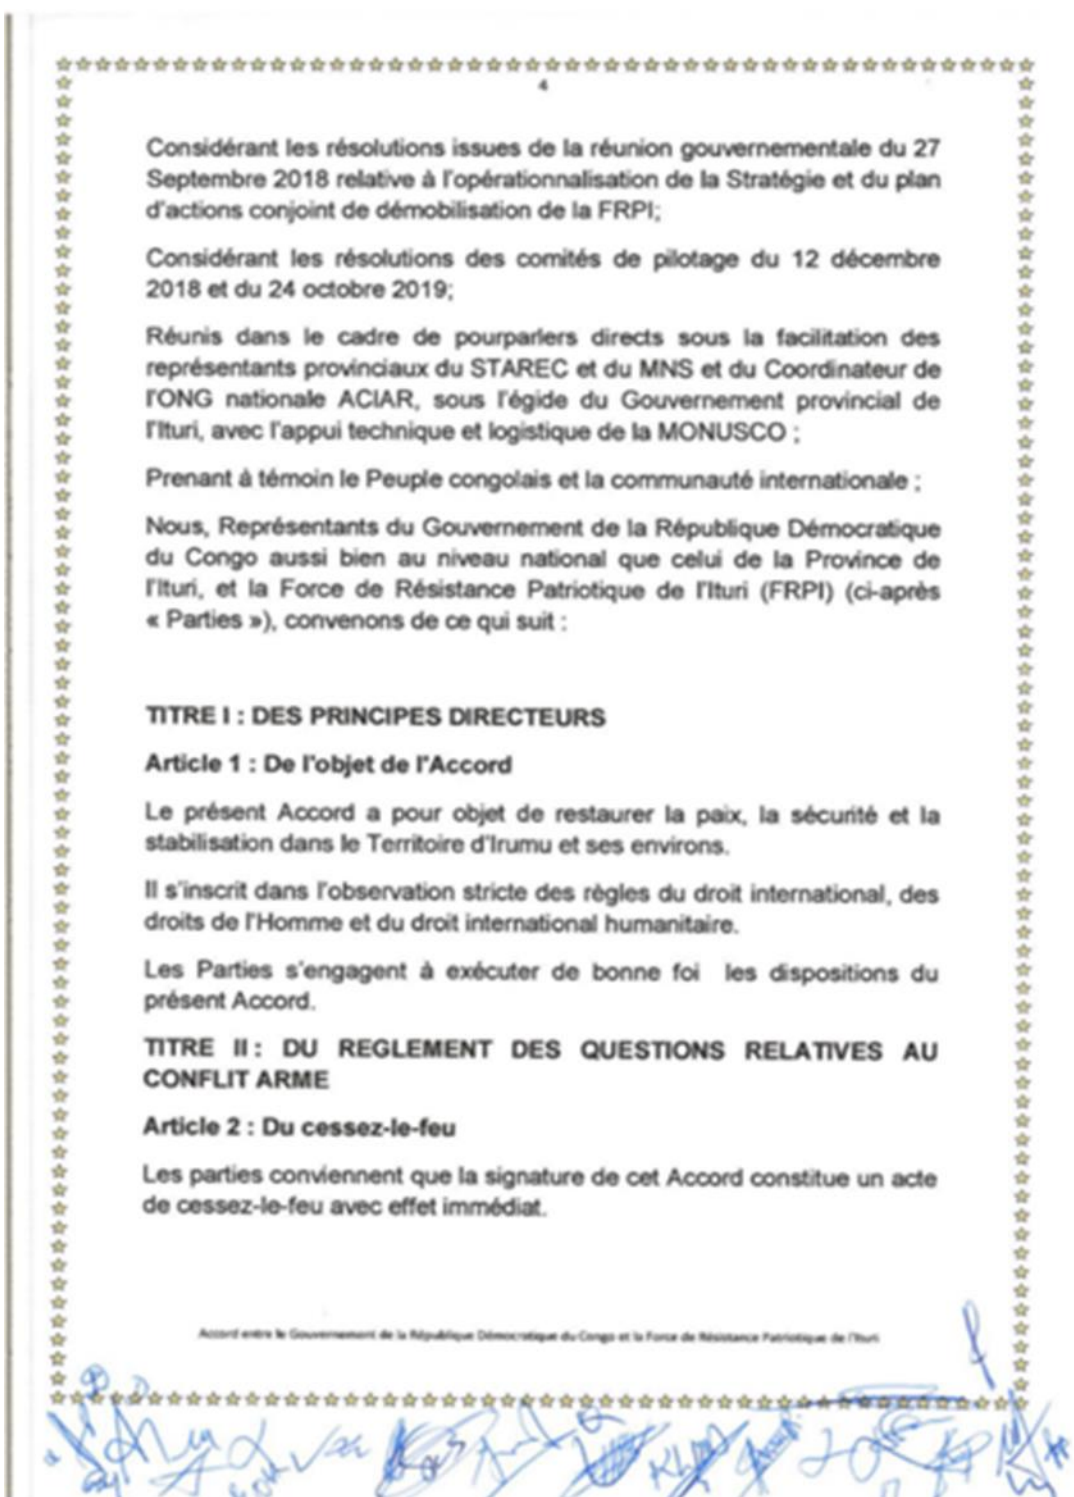 4
Considérant les résolutions issues de la réunion gouvernementale du 27
Septembre 2018 relative à l'opérationnalisation de la Stratégie et du plan
d'actions conjoint de démobilisation de la FRPI;
Considérant les résolutions des comités de pilotage du 12 décembre
2018 et du 24 octobre 2019;
Réunis dans le cadre de pourparlers directs sous la facilitation des
représentants provinciaux du STAREC et du MNS et du Coordinateur de
l'ONG nationale ACIAR, sous l'égide du Gouvernement provincial de
l'Ituri, avec l'appui technique et logistique de la MONUSCO ;
Prenant à témoin le Peuple congolais et la communauté internationale ;
Nous, Représentants du Gouvernement de la République Démocratique
du Congo aussi bien au niveau national que celui de la Province de
l'Ituri, et la Force de Résistance Patriotique de l'Ituri (FRPI) (ci-après
« Parties »), convenons de ce qui suit :
TITRE I : DES PRINCIPES DIRECTEURS
Article 1 : De l'objet de l'Accord
Le présent Accord a pour objet de restaurer la paix, la sécurité et la
stabilisation dans le Territoire d'Irumu et ses environs.
Il s'inscrit dans l'observation stricte des règles du droit international, des
droits de l'Homme et du droit international humanitaire.
Les Parties s'engagent à exécuter de bonne foi les dispositions du
présent Accord.
TITRE II : DU REGLEMENT DES QUESTIONS RELATIVES AU
CONFLIT ARME
Article 2 : Du cessez-le-feu
Les parties conviennent que la signature de cet Accord constitue un acte
de cessez-le-feu avec effet immédiat.
Accord entre le Gouvernement de la République Démocratique du Congo et la Force de Résistance Patriotique de l'Ituri